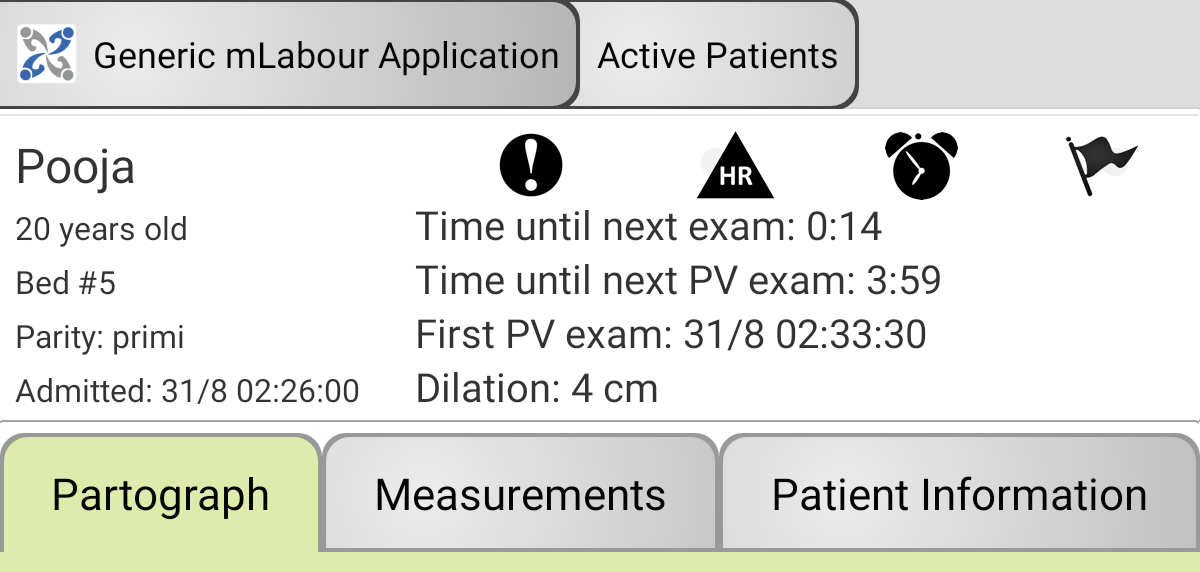 Generic mLabour Application Active Patients
Pooja
HR
20 years old Time until next exam: 0:14
Bed #5 Time until next PV exam: 3:59
Parity: primi First PV exam: 31/8 02:33:30
Admitted: 31/8 02:26:00 Dilation: 4 cm
Partograph Measurements Patient Information